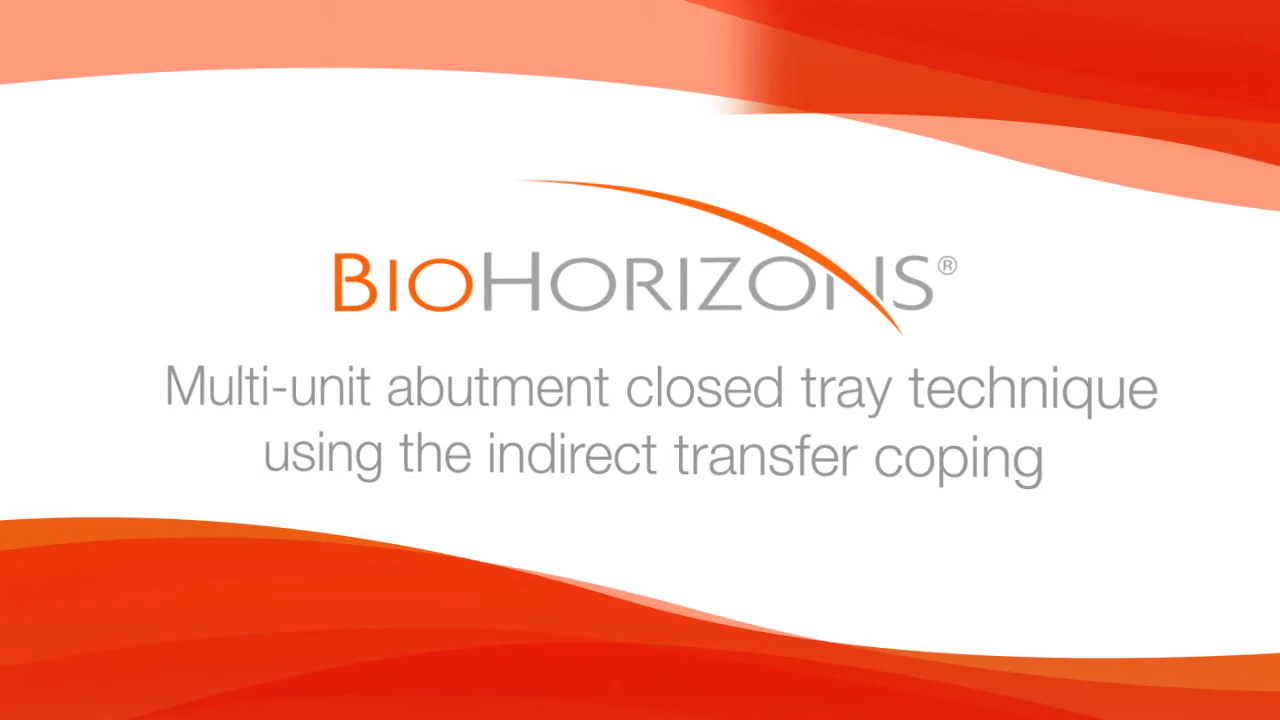 BIOHORIZONS®
Multi-unit abutment closed tray technique
using the indirect transfer coping